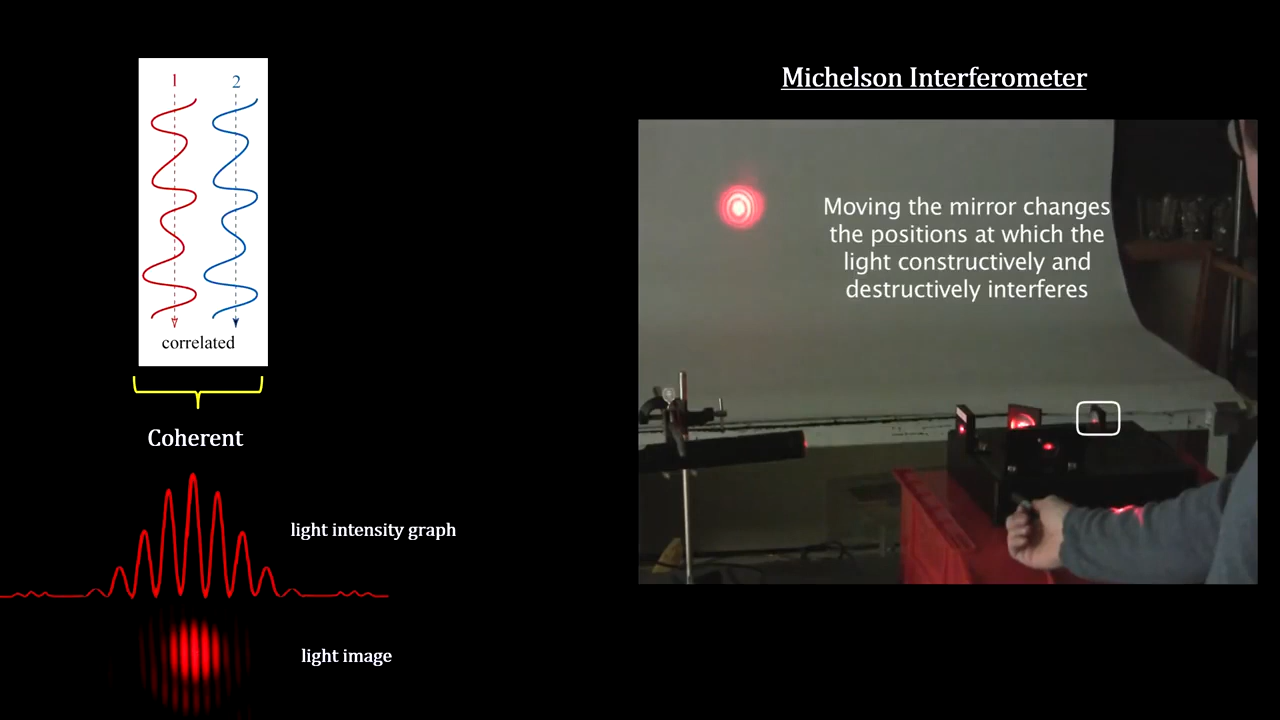 1 2
correlated
Coherent
light intensity graph
light image
Michelson Interferometer
Moving the mirror changes
the positions at which the
light constructively and
destructively interferes